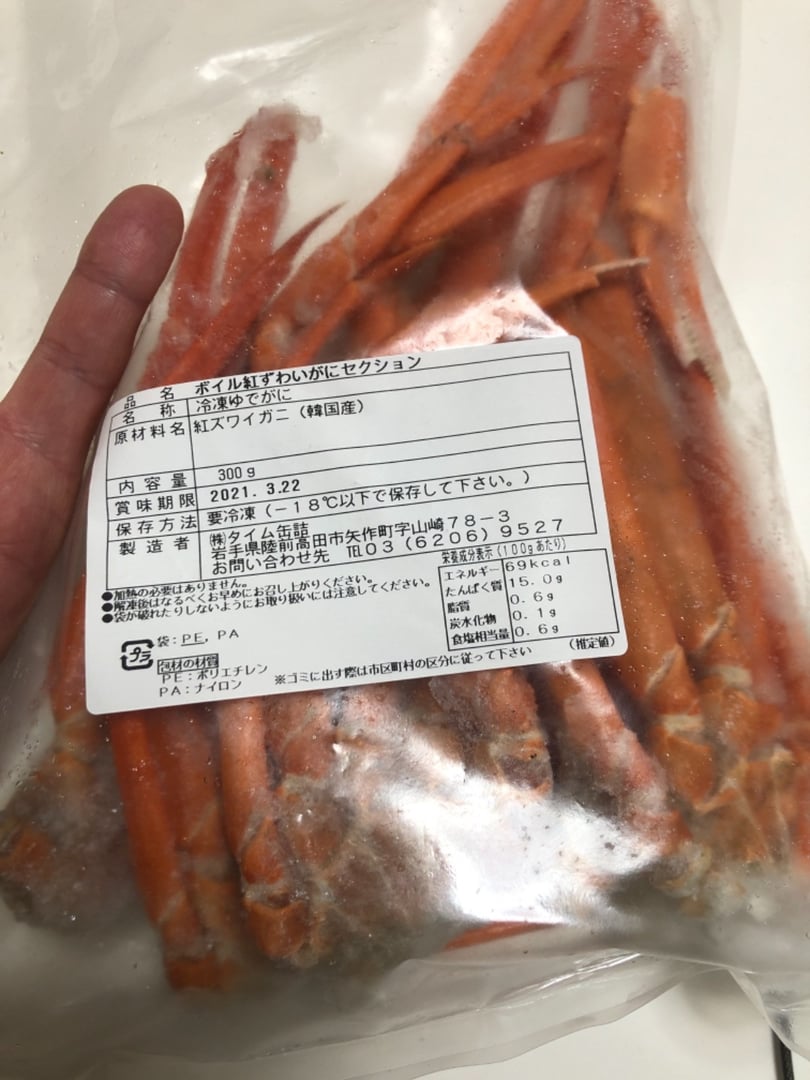 品名 ボイル紅ずわいがにセクション
名称 冷凍ゆでがに
原材料名 紅ズワイガニ（韓国産）
内容量 300g
賞味期限 2021. 3.22
保存方法 要冷凍（－18℃以下で保存して下さい。）
製造者 ㈱タイム缶詰
岩手県陸前高田市矢作町字山崎78－3
お問い合わせ先 TEL03（6206）9527
●加熱の必要はありません。
●解凍後はなるべくお早めにお召し上がりください。
●袋が破れたりしないようにお取り扱いには注意してください。
栄養成分表示（100gあたり）
エネルギー 69kcal
たんぱく質 15.0g
脂質 0.6g
炭水化物 0.1g
食塩相当量 0.6g
（推定値）
プラ 袋：PE, PA
包材の材質
PE：ポリエチレン
PA：ナイロン
※ゴミに出す際は市区町村の区分に従って下さい